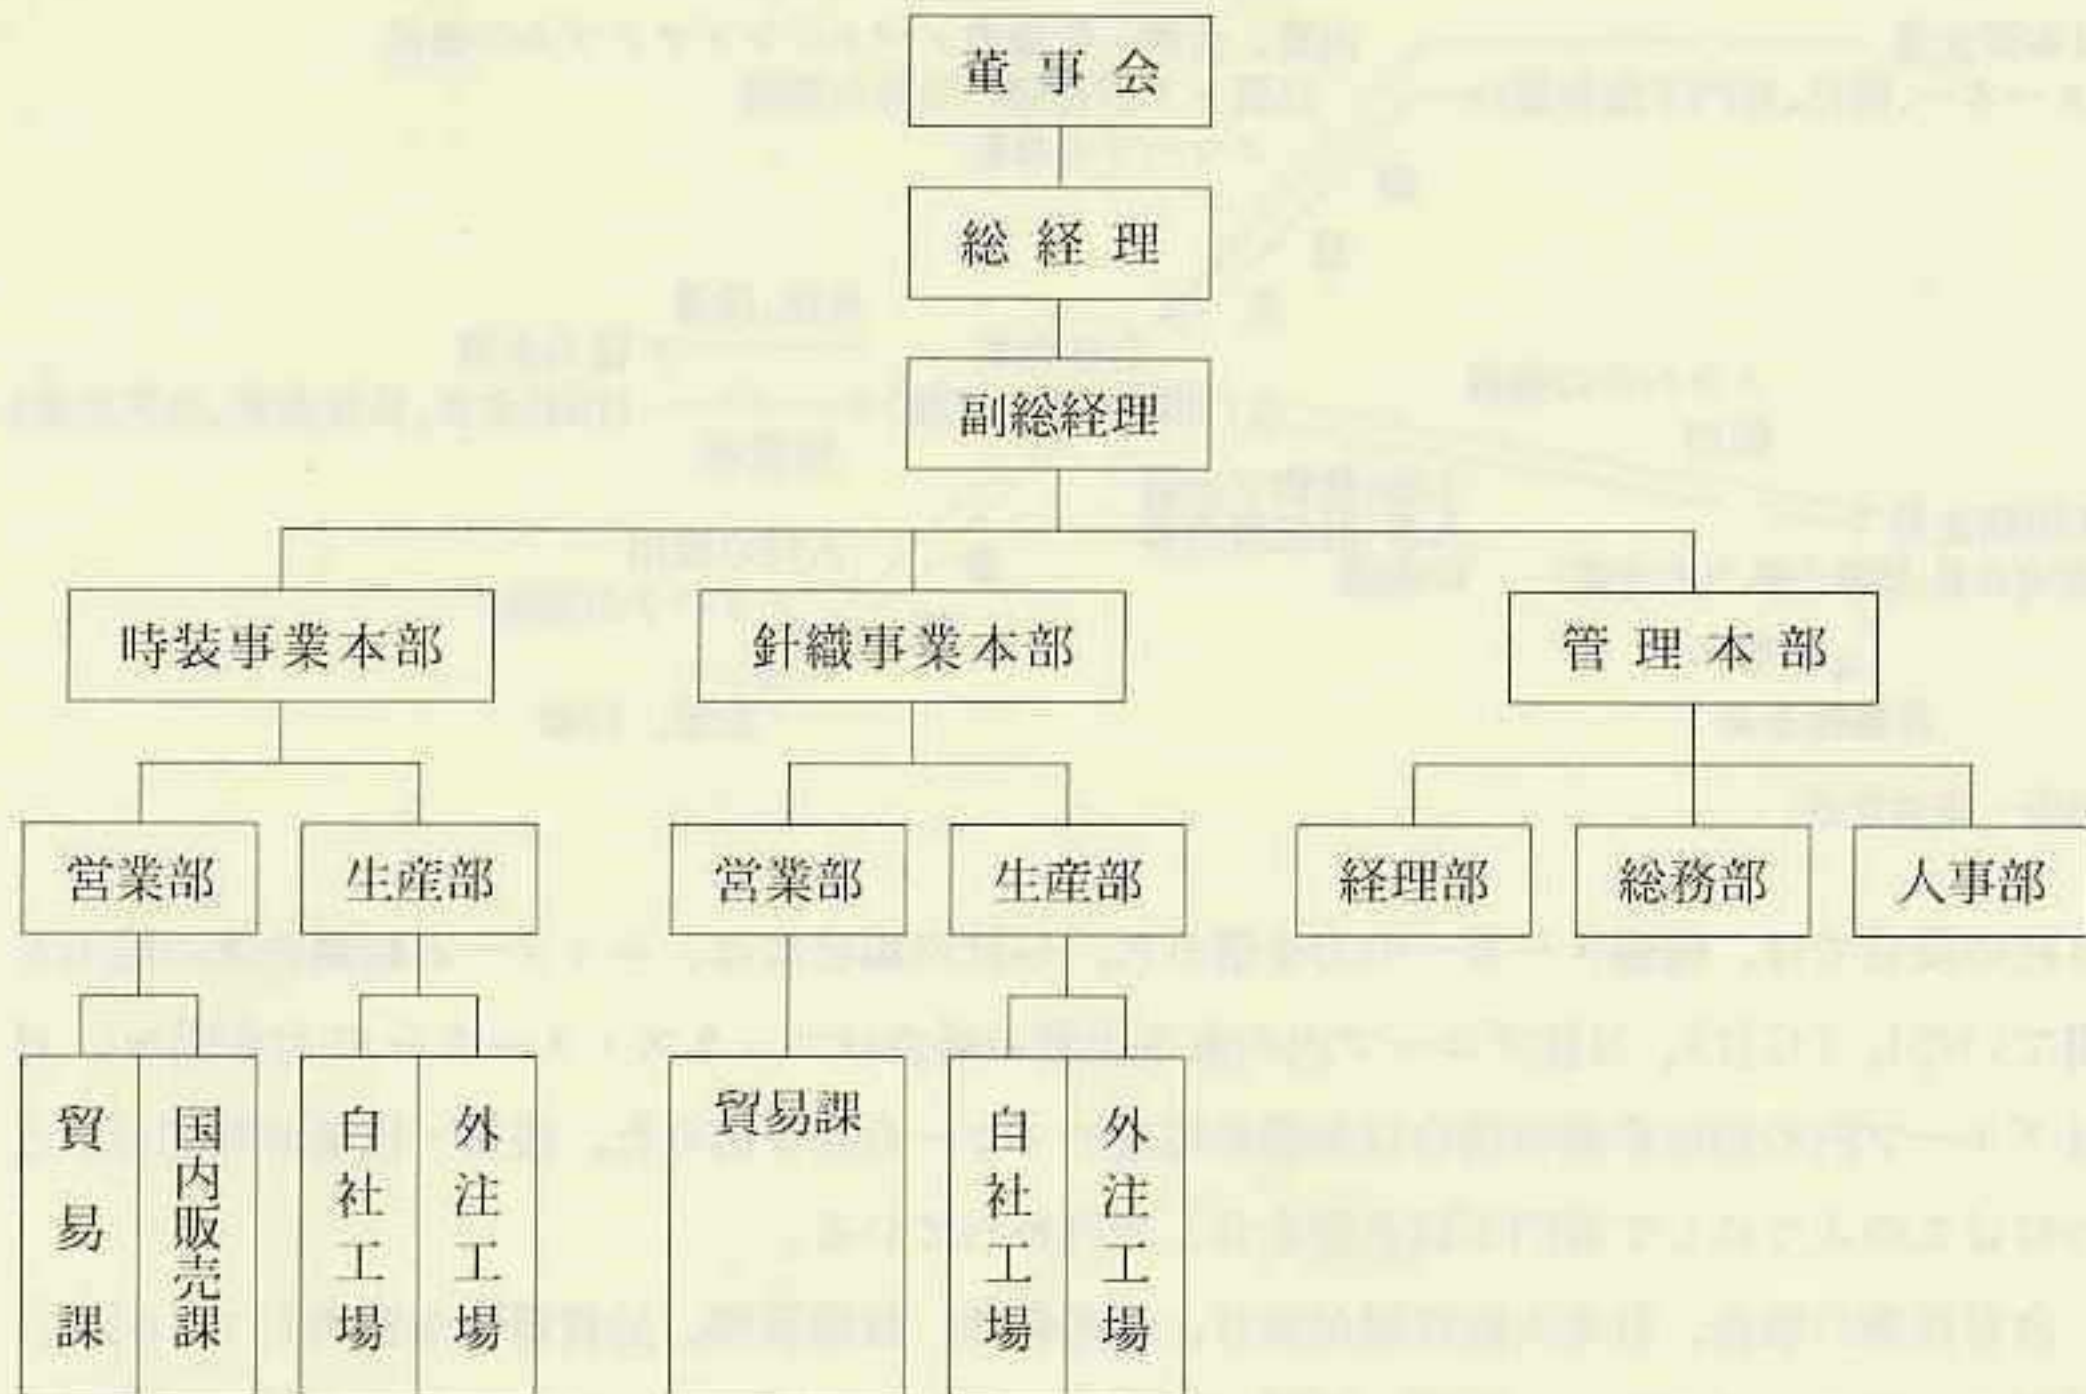 董事会
総経理
副総経理
時装事業本部
針織事業本部
管理本部
営業部
生産部
営業部
生産部
経理部
総務部
人事部
貿易課
国内販売課
自社工場
外注工場
貿易課
自社工場
外注工場